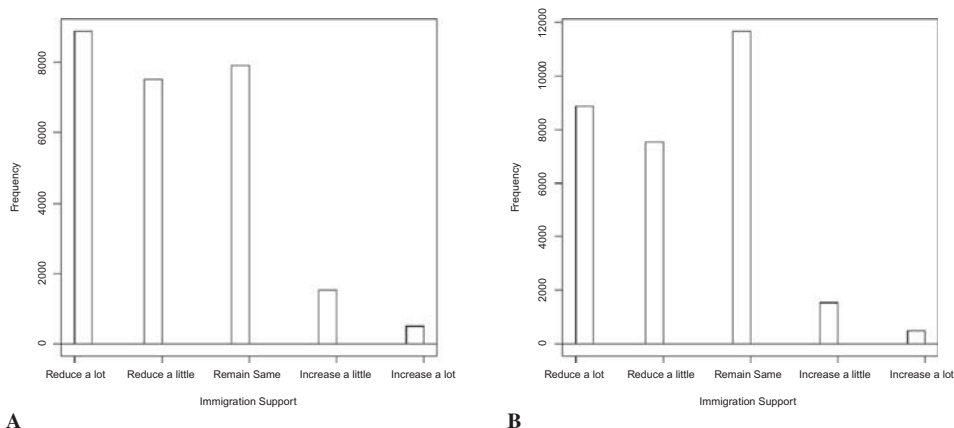 8000
6000
4000
2000
0
Frequency
Reduce a lot
Reduce a little
Remain Same
Increase a little
Increase a lot
Immigration Support
A
12000
10000
8000
6000
4000
2000
0
Frequency
Reduce a lot
Reduce a little
Remain Same
Increase a little
Increase a lot
Immigration Support
B